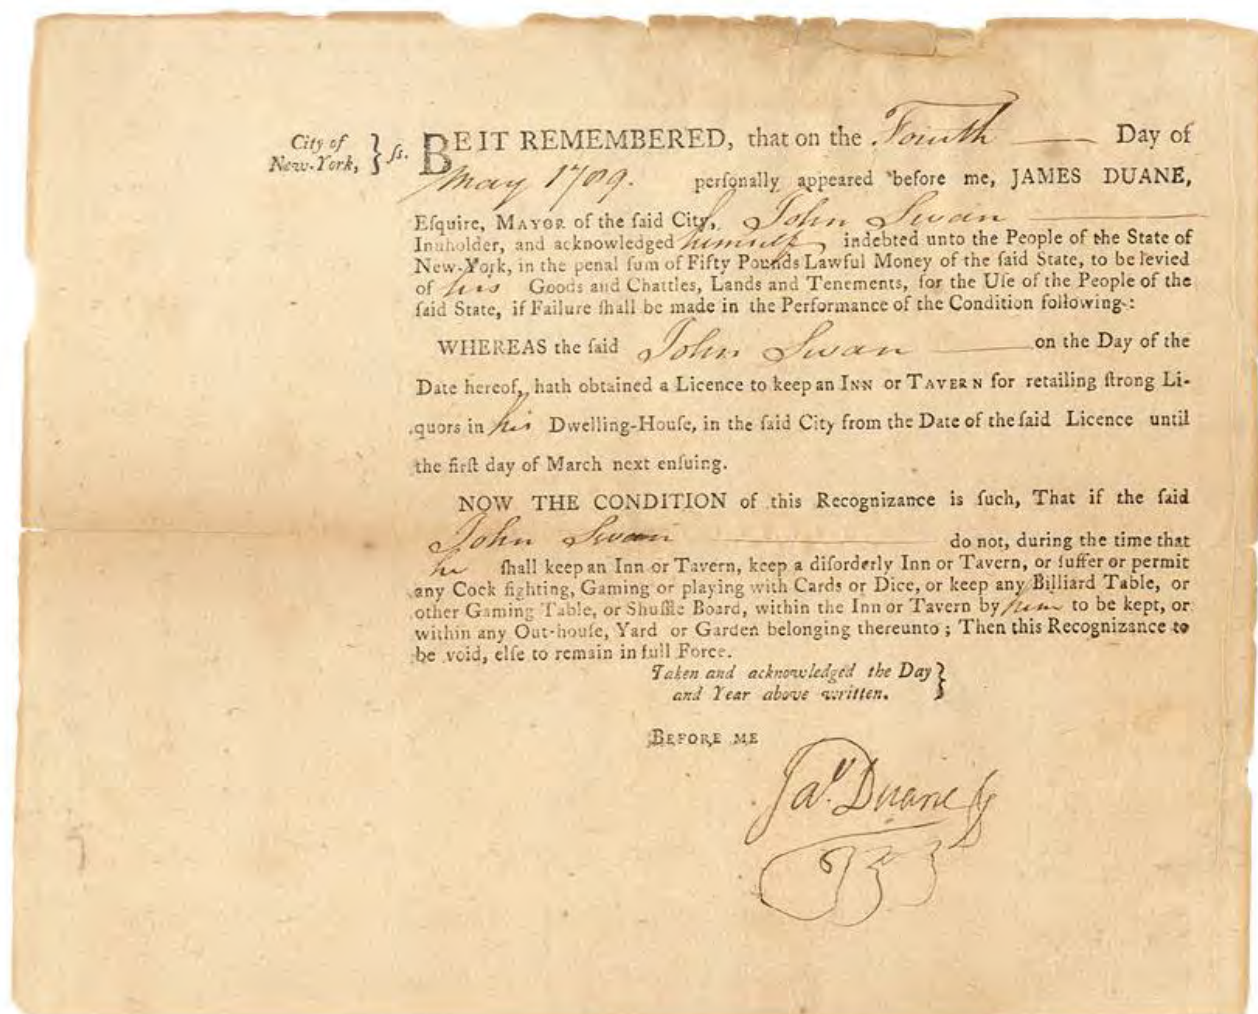 City of
New-York, } ſs. BE IT REMEMBERED, that on the Fourth Day of
May 1789. perſonally appeared before me, JAMES DUANE,
Eſquire, MAYOR of the ſaid City, John Swan
Innholder, and acknowledged himself indebted unto the People of the State of
New-York, in the penal ſum of Fifty Pounds Lawful Money of the ſaid State, to be levied
of his Goods and Chattles, Lands and Tenements, for the Uſe of the People of the
ſaid State, if Failure ſhall be made in the Performance of the Condition following:
WHEREAS the ſaid John Swan on the Day of the
Date hereof, hath obtained a Licence to keep an INN or TAVERN for retailing ſtrong Li-
quors in his Dwelling-Houſe, in the ſaid City from the Date of the ſaid Licence until
the firſt day of March next enſuing.
NOW THE CONDITION of this Recognizance is ſuch, That if the ſaid
John Swan do not, during the time that
he ſhall keep an Inn or Tavern, keep a diſorderly Inn or Tavern, or ſuffer or permit
any Cock fighting, Gaming or playing with Cards or Dice, or keep any Billiard Table, or
other Gaming Table, or Shuffle Board, within the Inn or Tavern by him to be kept, or
within any Out-houſe, Yard or Garden belonging thereunto; Then this Recognizance to
be void, elſe to remain in full Force.
Taken and acknowledged the Day }
and Year above written.
BEFORE ME
Jas. Duane